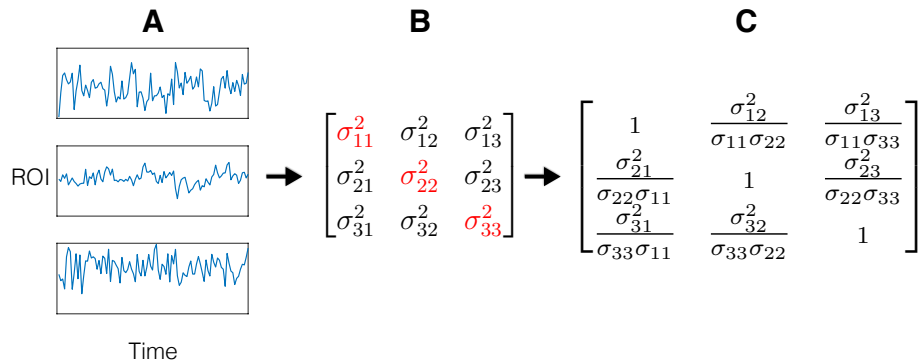 A B C
ROI
Time
[σ²₁₁ σ²₁₂ σ²₁₃]
[σ²₂₁ σ²₂₂ σ²₂₃]
[σ²₃₁ σ²₃₂ σ²₃₃]
[1 σ²₁₂/σ₁₁σ₂₂ σ²₁₃/σ₁₁σ₃₃]
[σ²₂₁/σ₂₂σ₁₁ 1 σ²₂₃/σ₂₂σ₃₃]
[σ²₃₁/σ₃₃σ₁₁ σ²₃₂/σ₃₃σ₂₂ 1]